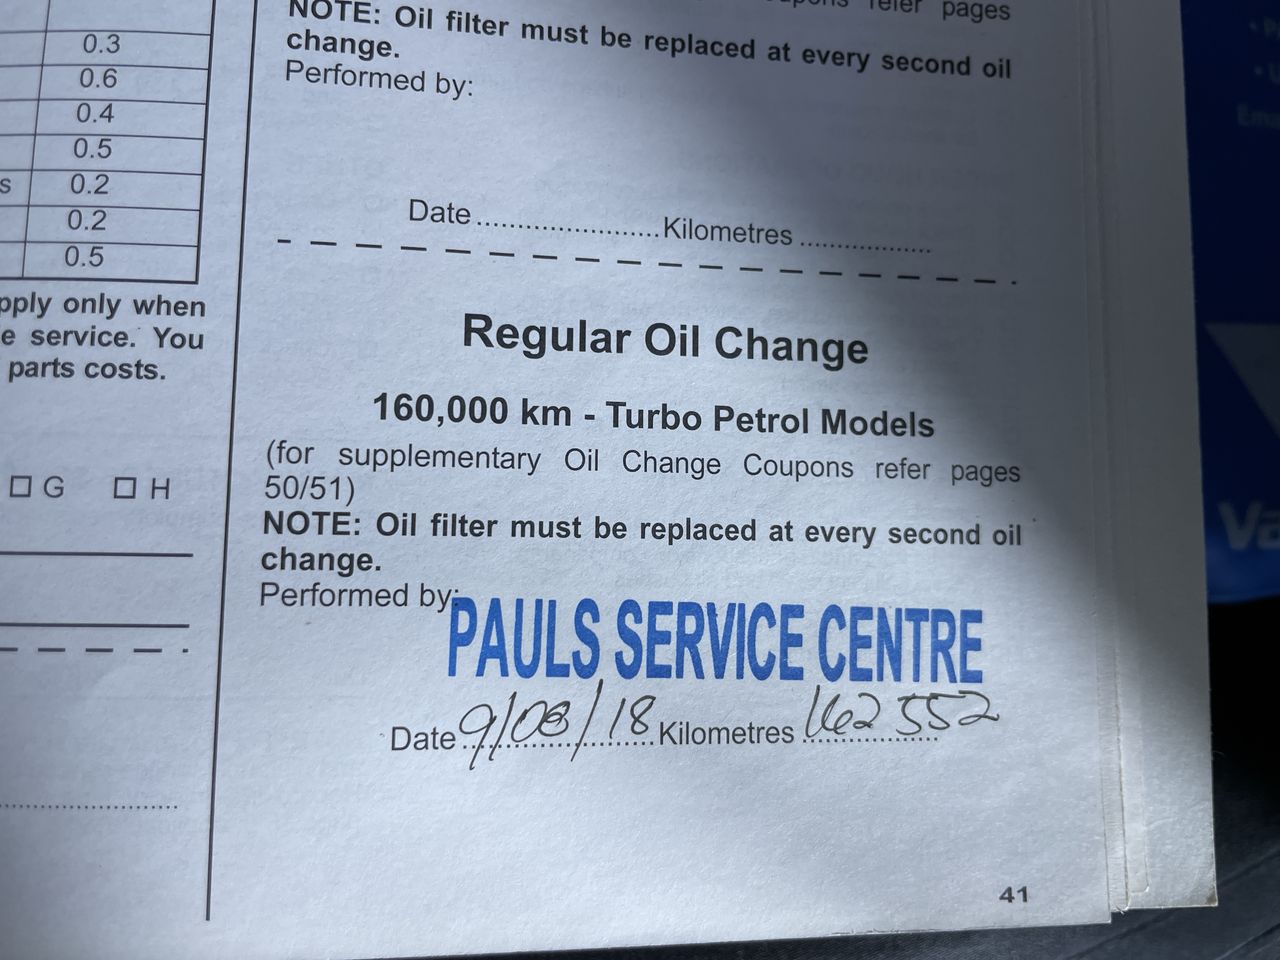 0.3
0.6
0.4
0.5
s 0.2
0.2
0.5
pply only when
e service. You
parts costs.
☐ G ☐ H
refer pages
NOTE: Oil filter must be replaced at every second oil
change.
Performed by:
Date ...................... Kilometres ..................
Regular Oil Change
160,000 km - Turbo Petrol Models
(for supplementary Oil Change Coupons refer pages
50/51)
NOTE: Oil filter must be replaced at every second oil
change.
Performed by:
PAULS SERVICE CENTRE
Date 9/08/18 Kilometres 162 552
41
Va